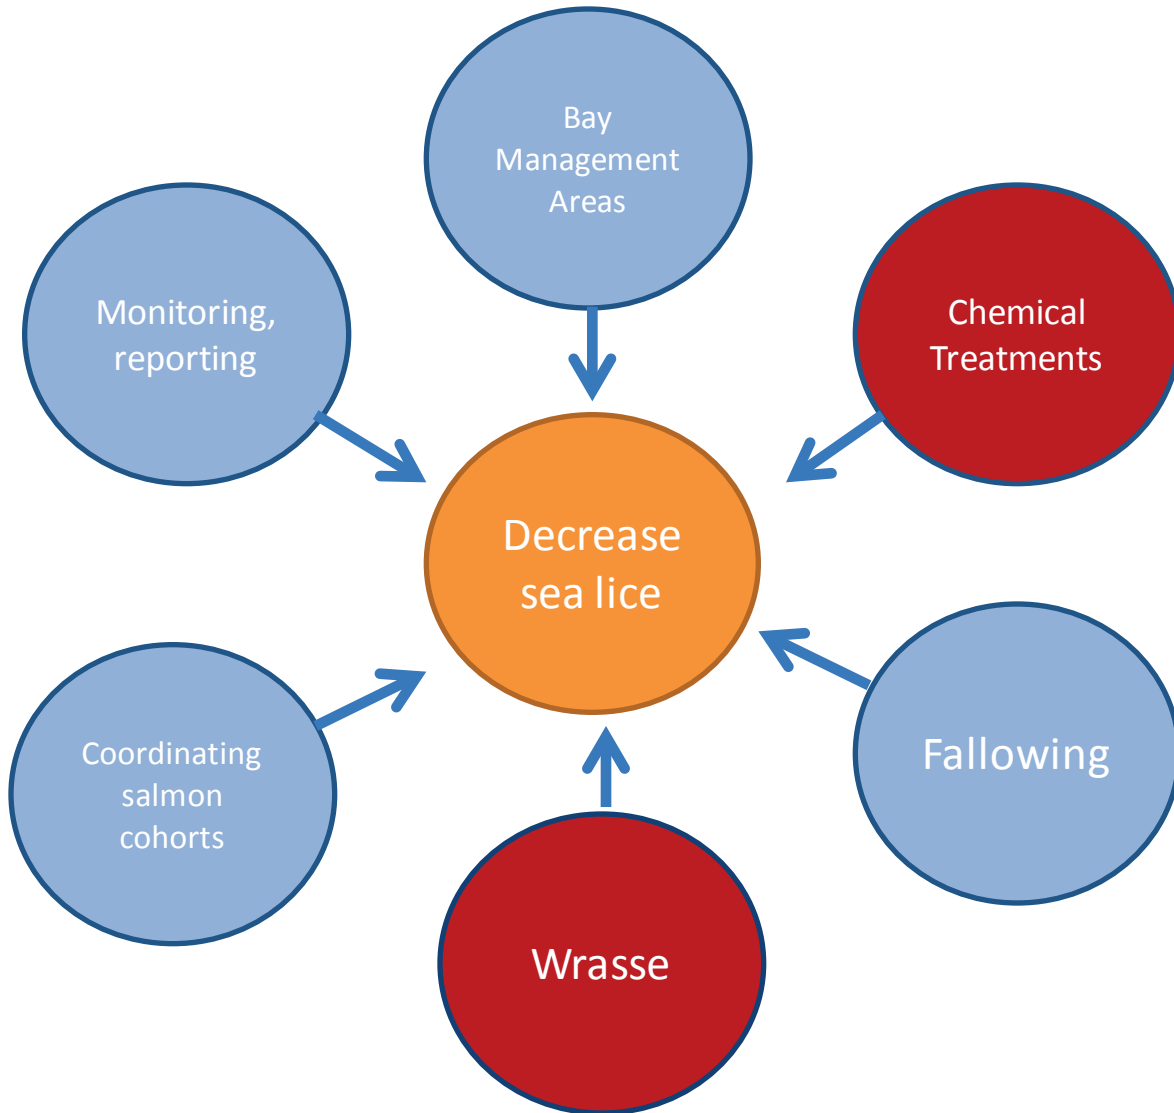 Bay
Management
Areas
Monitoring,
reporting
Chemical
Treatments
Decrease
sea lice
Coordinating
salmon
cohorts
Fallowing
Wrasse